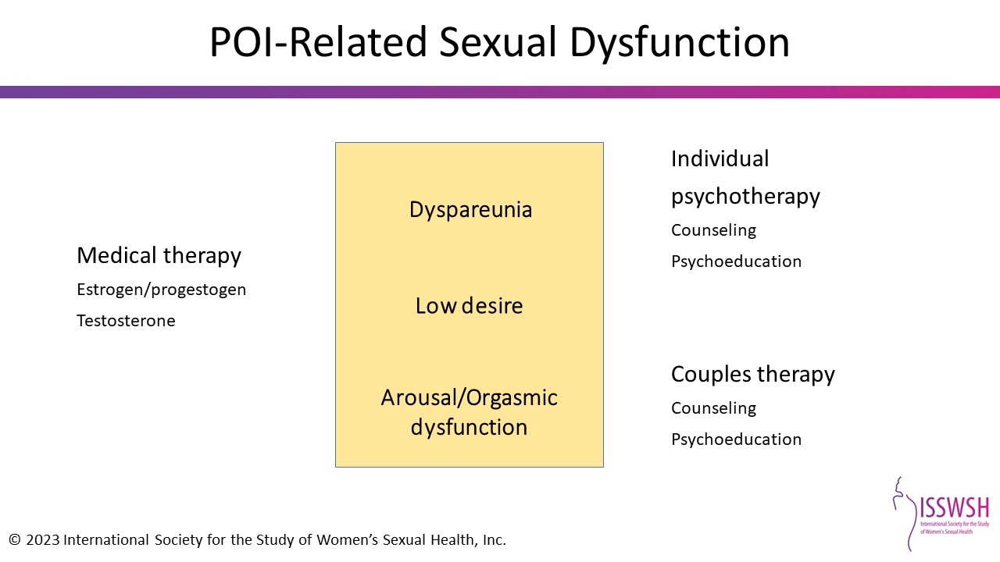 POI-Related Sexual Dysfunction
Medical therapy
Estrogen/progestogen
Testosterone
Dyspareunia
Low desire
Arousal/Orgasmic
dysfunction
Individual
psychotherapy
Counseling
Psychoeducation
Couples therapy
Counseling
Psychoeducation
ISSWSH
International Society for the Study
of Women's Sexual Health
© 2023 International Society for the Study of Women’s Sexual Health, Inc.